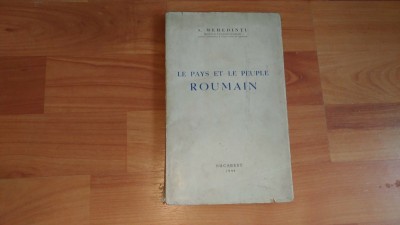 S. MEHEDINTI
LE PAYS ET LE PEUPLE
ROUMAIN
BUCAREST